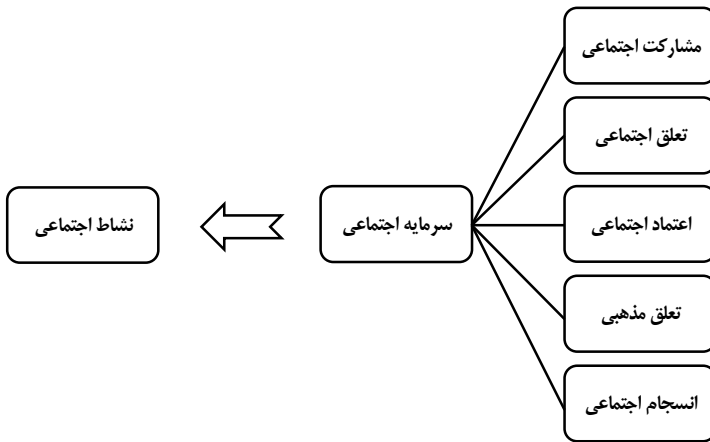 مشارکت اجتماعی
تعلق اجتماعی
اعتماد اجتماعی
سرمایه اجتماعی
نشاط اجتماعی
تعلق مذهبی
انسجام اجتماعی